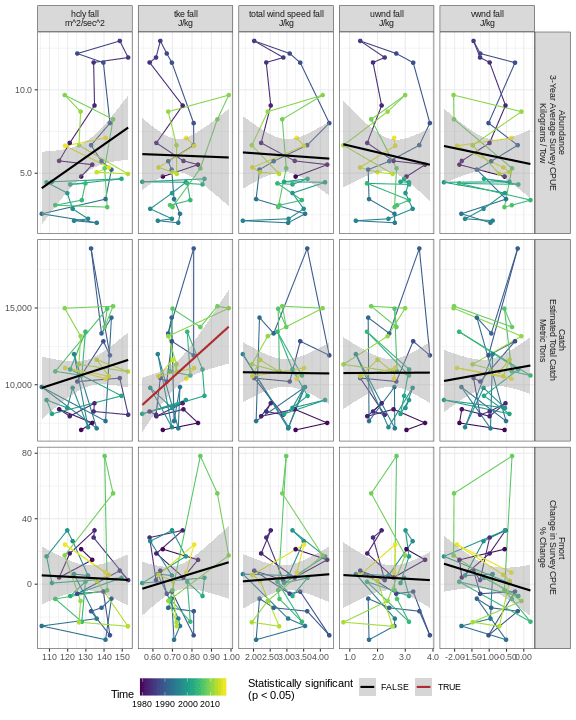 hcly fall
m^2/sec^2
tke fall
J/kg
total wind speed fall
J/kg
uwnd fall
J/kg
vwnd fall
J/kg
10.0
5.0
Abundance
3-Year Average Survey CPUE
Kilograms / Tow
15,000
10,000
Catch
Estimated Total Catch
Metric Tons
80
40
0
Fmort
Change in Survey CPUE
% Change
110 120 130 140 150
0.60 0.70 0.80 0.90 1.00
2.00 2.50 3.00 3.50 4.00
1.0 2.0 3.0 4.0
-2.00 -1.50 -1.00 -0.50 0.00
Time
1980 1990 2000 2010
Statistically significant
(p < 0.05)
FALSE
TRUE